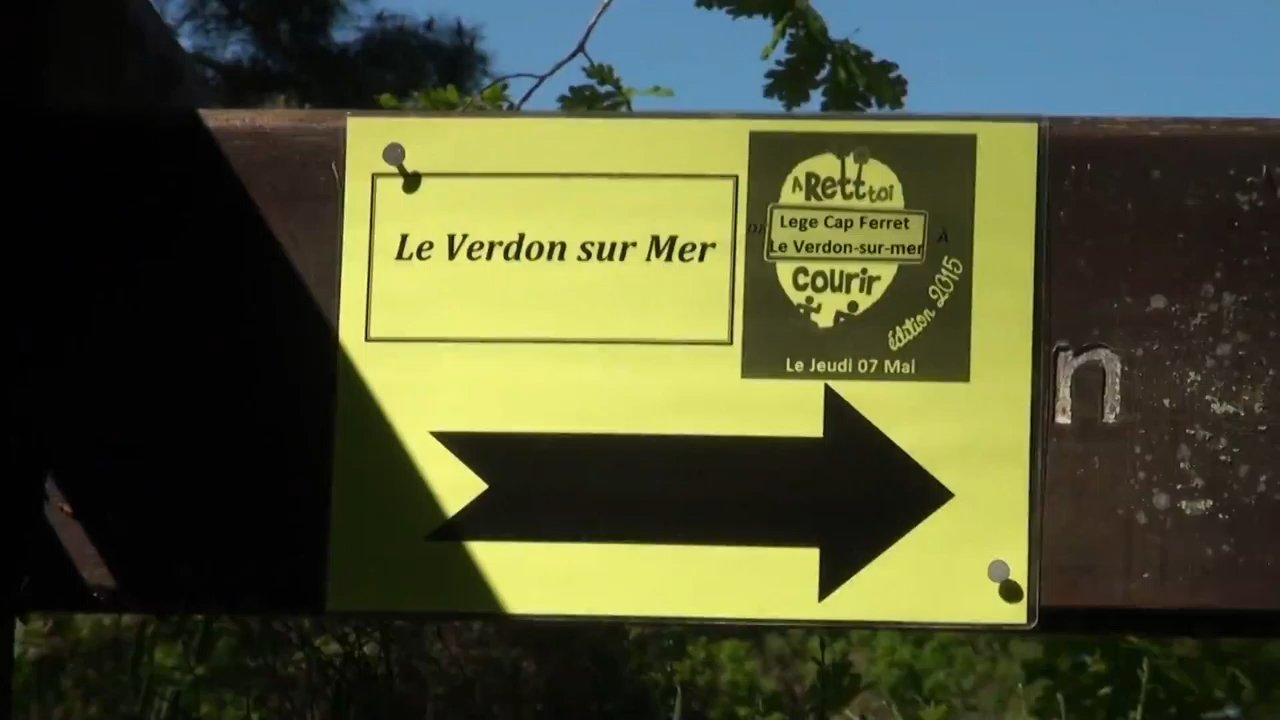 Le Verdon sur Mer
A Rett toi
DE
Lege Cap Ferret
À
Le Verdon-sur-mer
courir
édition 2015
Le Jeudi 07 Mai
n